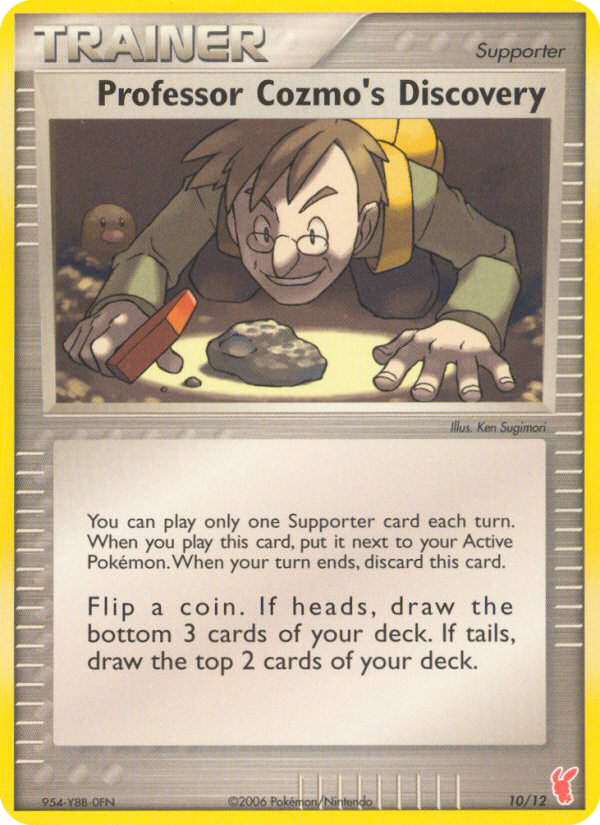 TRAINER
Supporter
Professor Cozmo's Discovery
Illus. Ken Sugimori
You can play only one Supporter card each turn.
When you play this card, put it next to your Active
Pokémon. When your turn ends, discard this card.
Flip a coin. If heads, draw the
bottom 3 cards of your deck. If tails,
draw the top 2 cards of your deck.
954-Y8B-0FN
©2006 Pokémon/Nintendo
10/12